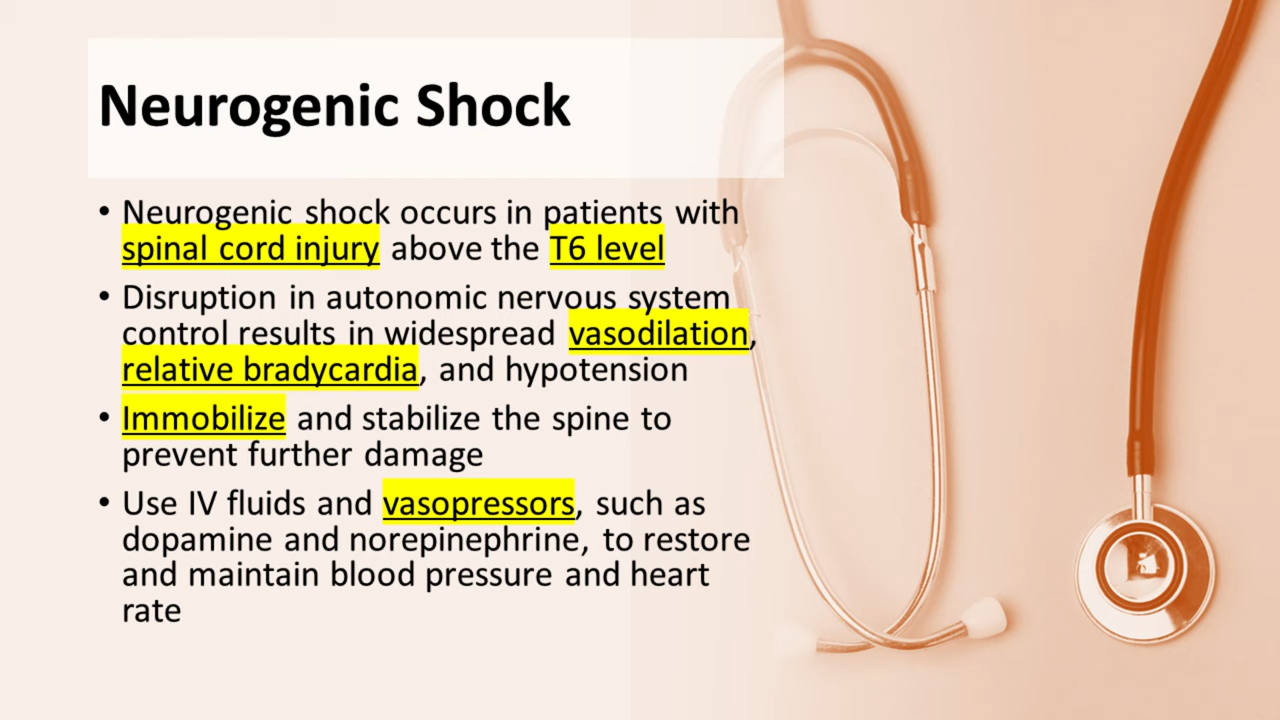 Neurogenic Shock
• Neurogenic shock occurs in patients with
spinal cord injury above the T6 level
• Disruption in autonomic nervous system
control results in widespread vasodilation,
relative bradycardia, and hypotension
• Immobilize and stabilize the spine to
prevent further damage
• Use IV fluids and vasopressors, such as
dopamine and norepinephrine, to restore
and maintain blood pressure and heart
rate